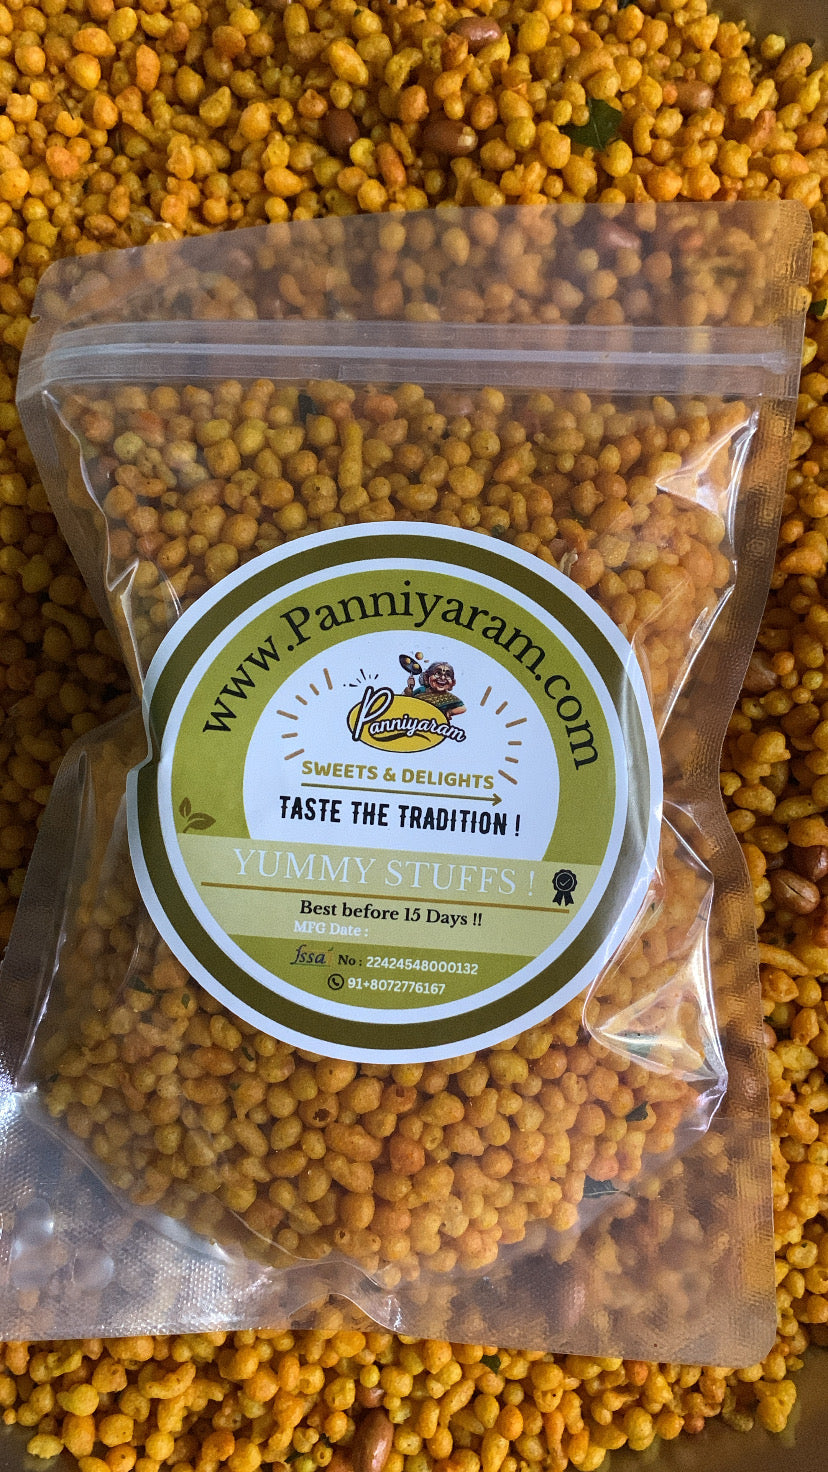 www.Panniyaram.com
Panniyaram
SWEETS & DELIGHTS
TASTE THE TRADITION !
YUMMY STUFFS !
Best before 15 Days !!
MFG Date :
fssai No : 22424548000132
91+8072776167